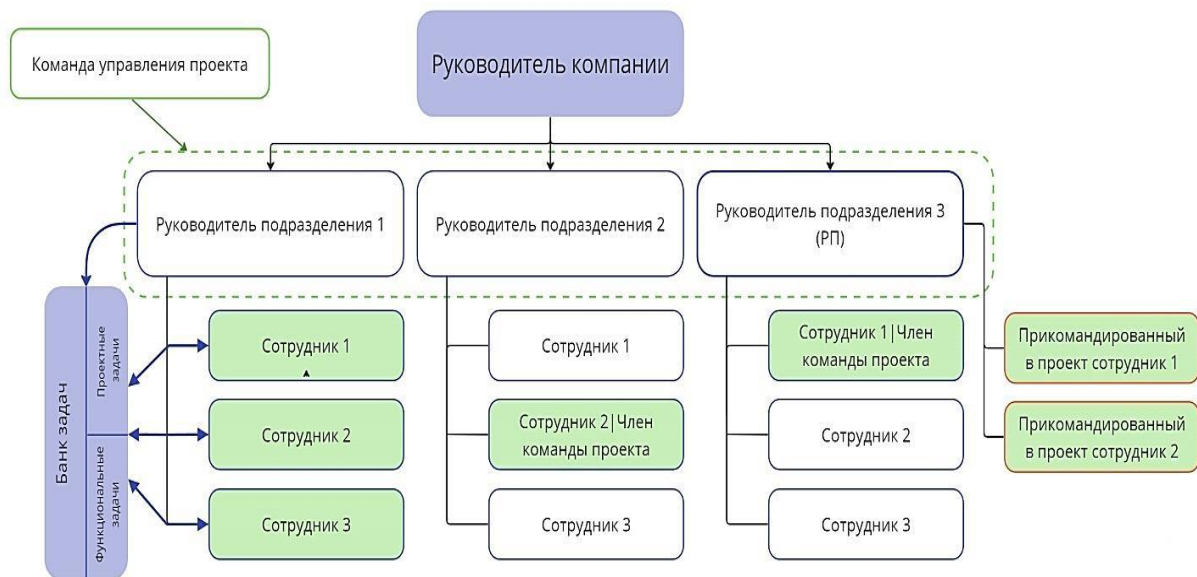 Команда управления проекта
Руководитель компании
Руководитель подразделения 1
Руководитель подразделения 2
Руководитель подразделения 3
(РП)
Банк задач
Проектные
задачи
Функциональные
задачи
Сотрудник 1
Сотрудник 2
Сотрудник 3
Сотрудник 1
Сотрудник 2|Член
команды проекта
Сотрудник 3
Сотрудник 1|Член
команды проекта
Сотрудник 2
Сотрудник 3
Прикомандированный
в проект сотрудник 1
Прикомандированный
в проект сотрудник 2